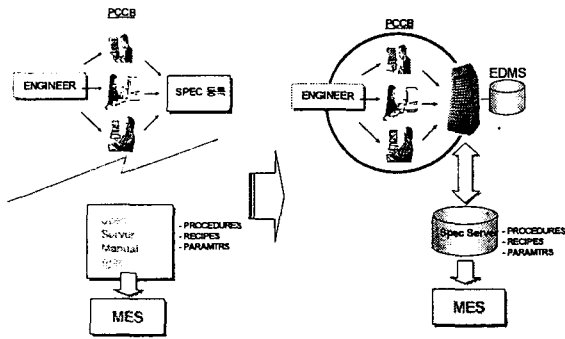 PCCB
ENGINEER
SPEC 등록
Server
Manual
- PROCEDURES
- RECIPES
- PARAMTRS
MES
PCCB
ENGINEER
EDMS
Spec Server
- PROCEDURES
- RECIPES
- PARAMTRS
MES